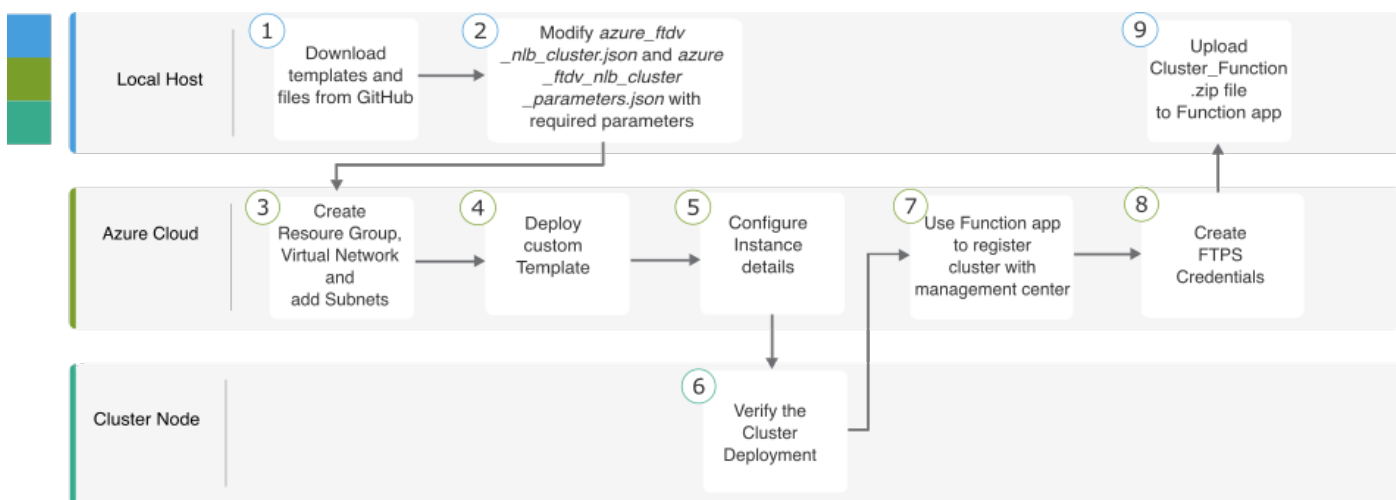 Local Host
1
Download
templates and
files from GitHub
2
Modify azure_ftdv
_nlb_cluster.json and azure
_ftdv_nlb_cluster
_parameters.json with
required parameters
9
Upload
Cluster_Function
.zip file
to Function app
Azure Cloud
3
Create
Resoure Group,
Virtual Network
and
add Subnets
4
Deploy
custom
Template
5
Configure
Instance
details
7
Use Function app
to register
cluster with
management center
8
Create
FTPS
Credentials
Cluster Node
6
Verify the
Cluster
Deployment